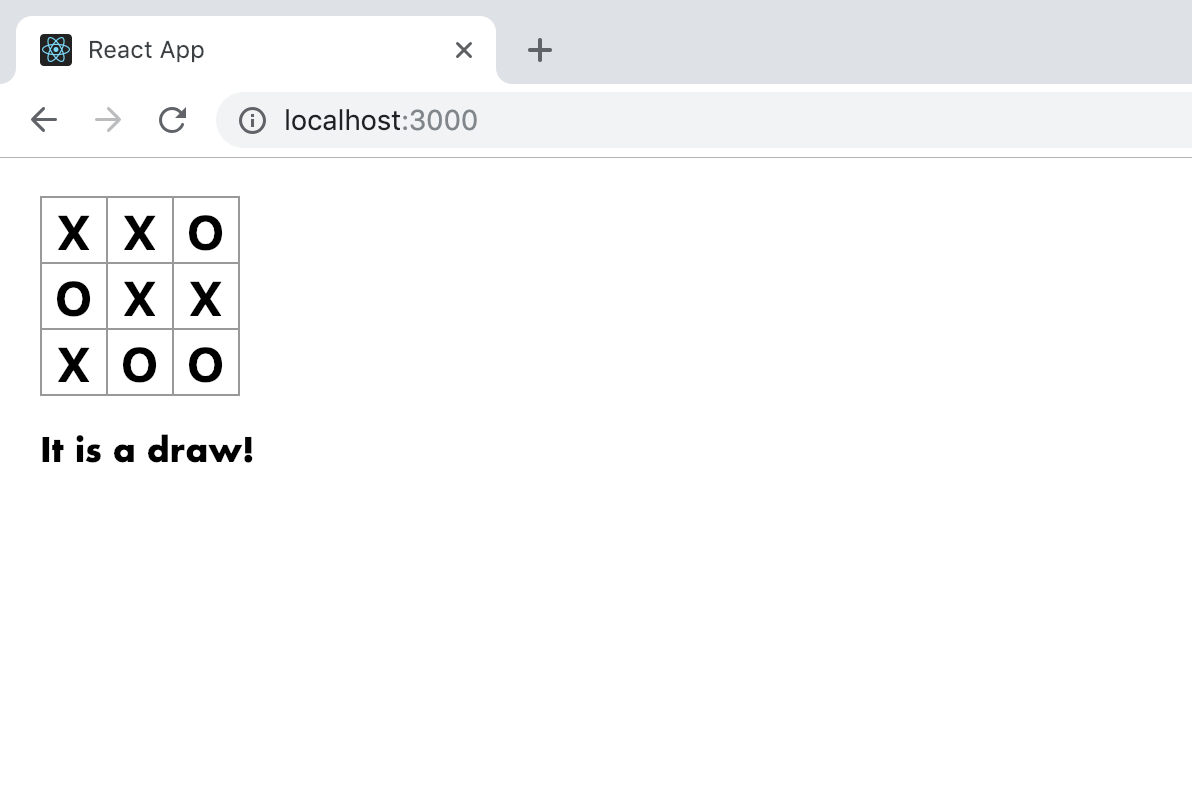 React App
localhost:3000
X X O
O X X
X O O
It is a draw!